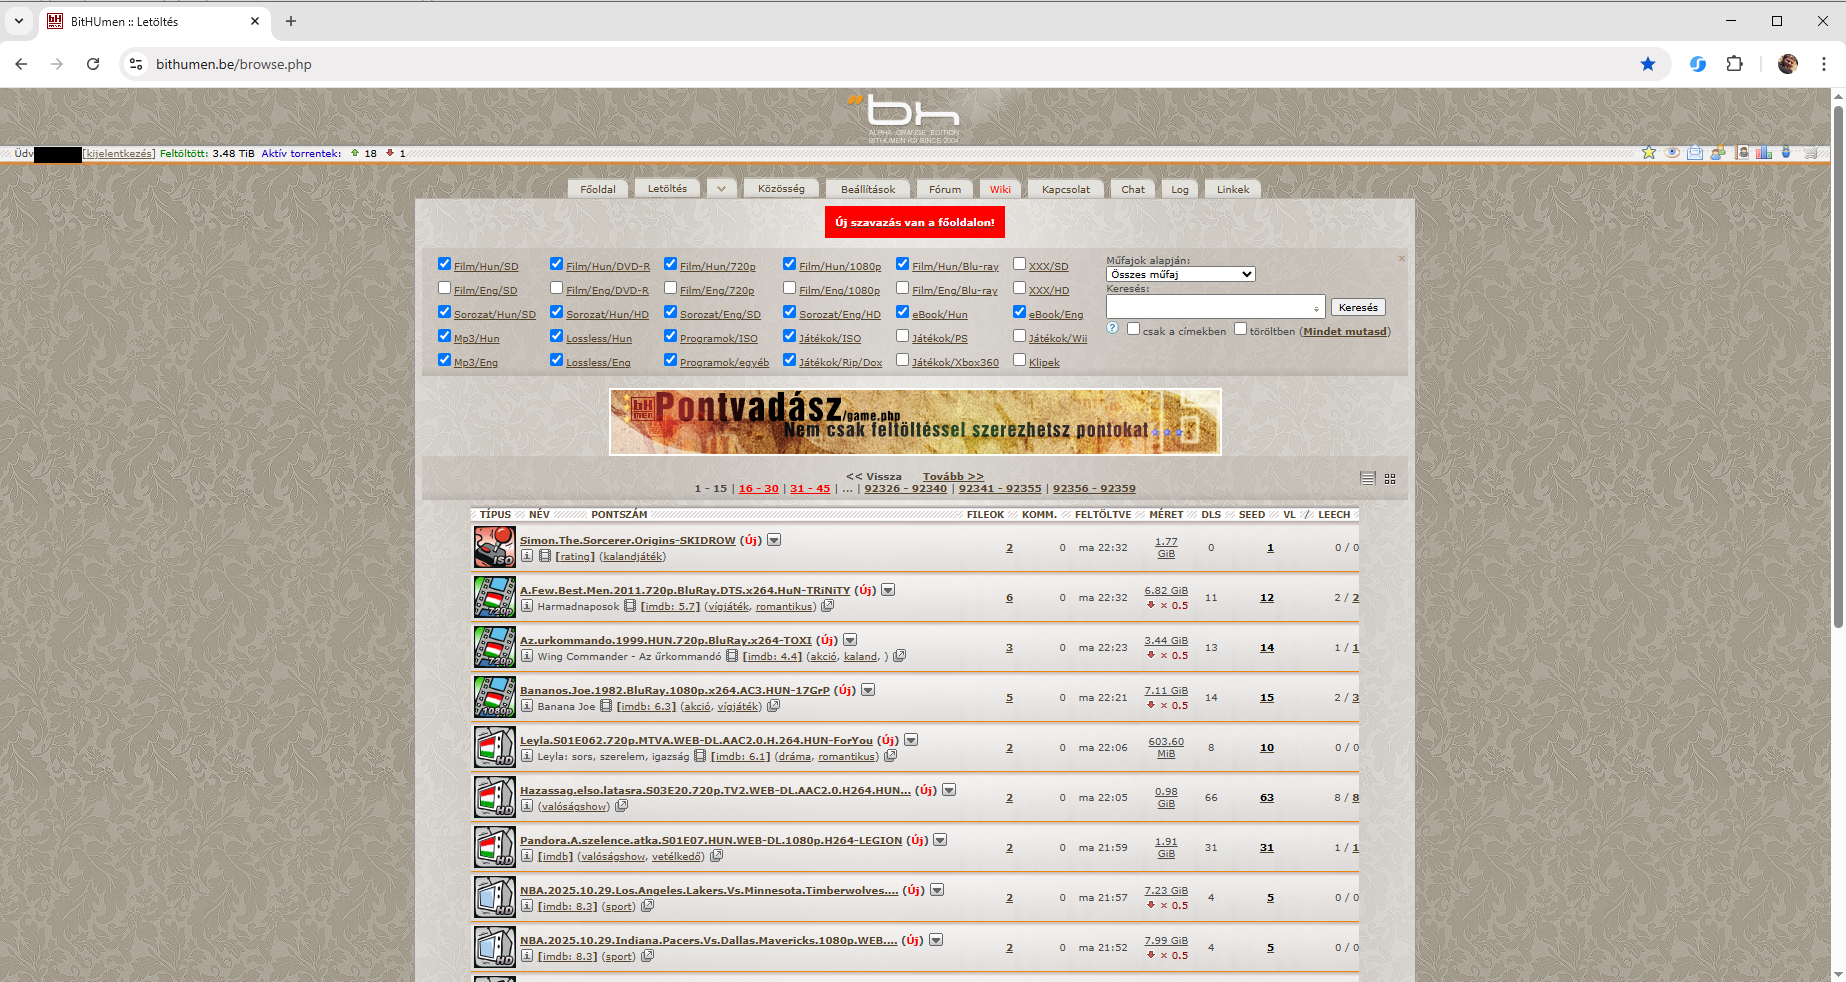 BitHUmen :: Letöltés
bithumen.be/browse.php
bh
ALPHA ORANGE EDITION
BITHUMEN R3 SINCE 2004
Üdv [kijelentkezés] Feltöltött: 3.48 TiB Aktív torrentek: 18 1
Főoldal Letöltés Közösség Beállítások Fórum Wiki Kapcsolat Chat Log Linkek
Új szavazás van a főoldalon!
Film/Hun/SD Film/Hun/DVD-R Film/Hun/720p Film/Hun/1080p Film/Hun/Blu-ray XXX/SD
Film/Eng/SD Film/Eng/DVD-R Film/Eng/720p Film/Eng/1080p Film/Eng/Blu-ray XXX/HD
Sorozat/Hun/SD Sorozat/Hun/HD Sorozat/Eng/SD Sorozat/Eng/HD eBook/Hun eBook/Eng
Mp3/Hun Lossless/Hun Programok/ISO Játékok/ISO Játékok/PS Játékok/Wii
Mp3/Eng Lossless/Eng Programok/egyéb Játékok/Rip/Dox Játékok/Xbox360 Klipek
Műfajok alapján:
Összes műfaj
Keresés:
Keresés
? csak a címekben töröltben (Mindet mutasd)
bH MEN Pontvadász/game.php
Nem csak feltöltéssel szerezhetsz pontokat
<< Vissza Tovább >>
1 - 15 | 16 - 30 | 31 - 45 | ... | 92326 - 92340 | 92341 - 92355 | 92356 - 92359
TÍPUS NÉV PONTSZÁM FILEOK KOMM. FELTÖLTVE MÉRET DLS SEED VL / LEECH
ISO Simon.The.Sorcerer.Origins-SKIDROW (Új) 2 0 ma 22:32 1.77 GiB 0 1 0 / 0
[rating] (kalandjáték)
720p A.Few.Best.Men.2011.720p.BluRay.DTS.x264.HuN-TRiNiTY (Új) 6 0 ma 22:32 6.82 GiB 11 12 2 / 2
Harmadnaposok [imdb: 5.7] (vígjáték, romantikus) × 0.5
720p Az.urkommando.1999.HUN.720p.BluRay.x264-TOXI (Új) 3 0 ma 22:23 3.44 GiB 13 14 1 / 1
Wing Commander - Az űrkommandó [imdb: 4.4] (akció, kaland, ) × 0.5
1080p Bananos.Joe.1982.BluRay.1080p.x264.AC3.HUN-17GrP (Új) 5 0 ma 22:21 7.11 GiB 14 15 2 / 3
Banana Joe [imdb: 6.3] (akció, vígjáték) × 0.5
HD Leyla.S01E062.720p.MTVA.WEB-DL.AAC2.0.H.264.HUN-ForYou (Új) 2 0 ma 22:06 603.60 MiB 8 10 0 / 0
Leyla: sors, szerelem, igazság [imdb: 6.1] (dráma, romantikus)
HD Hazassag.elso.latasra.S03E20.720p.TV2.WEB-DL.AAC2.0.H264.HUN... (Új) 2 0 ma 22:05 0.98 GiB 66 63 8 / 8
(valóságshow)
HD Pandora.A.szelence.atka.S01E07.HUN.WEB-DL.1080p.H264-LEGION (Új) 2 0 ma 21:59 1.91 GiB 31 31 1 / 1
[imdb] (valóságshow, vetélkedő)
HD NBA.2025.10.29.Los.Angeles.Lakers.Vs.Minnesota.Timberwolves.... (Új) 2 0 ma 21:57 7.23 GiB 4 5 0 / 0
[imdb: 8.3] (sport) × 0.5
HD NBA.2025.10.29.Indiana.Pacers.Vs.Dallas.Mavericks.1080p.WEB.... (Új) 2 0 ma 21:52 7.99 GiB 4 5 0 / 0
[imdb: 8.3] (sport) × 0.5